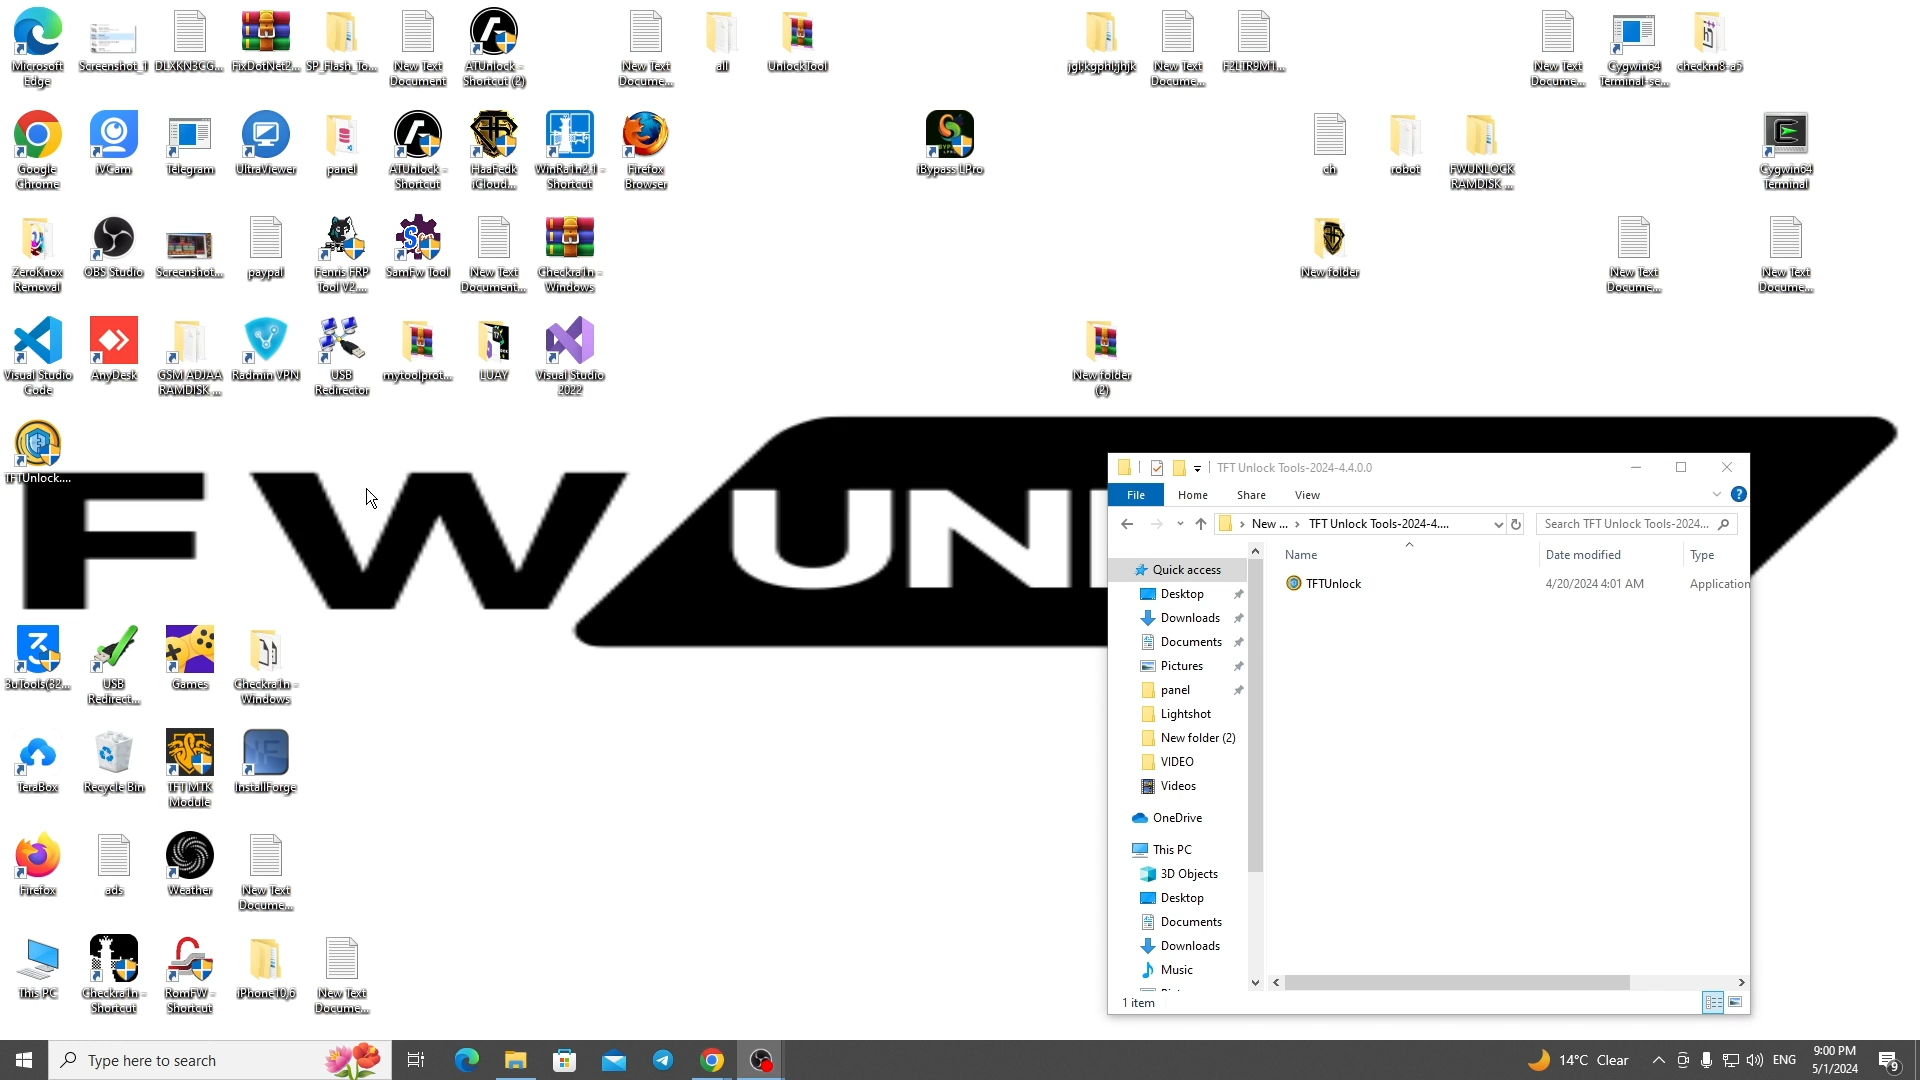 Microsoft Edge
Screenshot_1
DLXKN3CG...
FixDotNet2...
SP_Flash_To...
New Text Document
ATUnlock - Shortcut (2)
New Text Docume...
all
UnlockTool
New Text Docume...
F2LTR9M1...
New Text Docume...
Cygwin64 Terminal-se...
checkm8-a5
Google Chrome
iVCam
Telegram
UltraViewer
panel
ATUnlock - Shortcut
HaaFedk iCloud...
WinRa1n2.1 - Shortcut
Firefox Browser
iBypass LPro
ch
robot
FWUNLOCK RAMDISK ...
Cygwin64 Terminal
ZeroKnox Removal
OBS Studio
Screenshot...
paypal
Fenris FRP Tool V2....
SamFw Tool
New Text Document...
Checkra1n - Windows
New folder
New Text Docume...
New Text Docume...
Visual Studio Code
AnyDesk
GSM ADJAA RAMDISK ...
Radmin VPN
USB Redirector
mytoolprot...
LUAY
Visual Studio 2022
New folder (2)
TFTUnlock....
FW UN
3uTools(32...
USB Redirect...
Games
Checkra1n - Windows
TeraBox
Recycle Bin
TFT MTK Module
InstallForge
Firefox
ads
Weather
New Text Docume...
This PC
Checkra1n - Shortcut
RomFW - Shortcut
iPhone10,6
New Text Docume...
TFT Unlock Tools-2024-4.4.0.0
File Home Share View
New ... TFT Unlock Tools-2024-4....
Search TFT Unlock Tools-2024...
Name Date modified Type
TFTUnlock 4/20/2024 4:01 AM Application
Quick access
Desktop
Downloads
Documents
Pictures
panel
Lightshot
New folder (2)
VIDEO
Videos
OneDrive
This PC
3D Objects
Desktop
Documents
Downloads
Music
1 item
Type here to search
14°C Clear
ENG
9:00 PM
5/1/2024
9